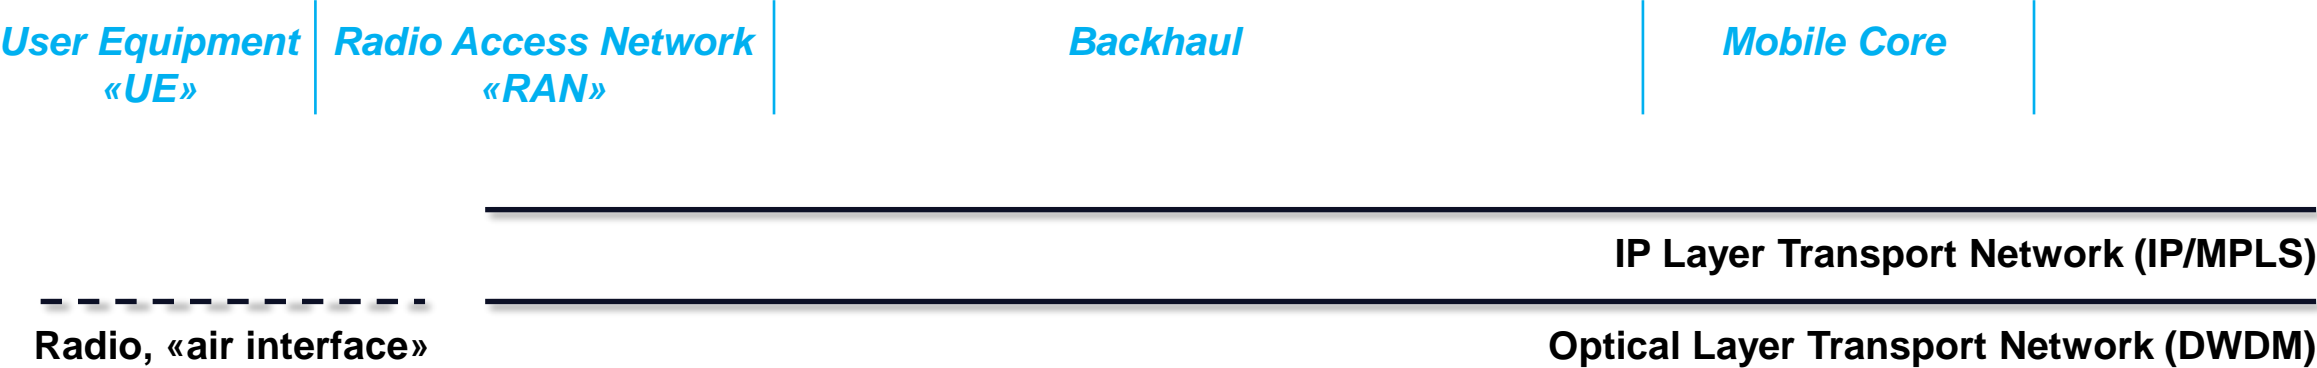 User Equipment
«UE»
Radio Access Network
«RAN»
Backhaul
Mobile Core
IP Layer Transport Network (IP/MPLS)
Radio, «air interface»
Optical Layer Transport Network (DWDM)